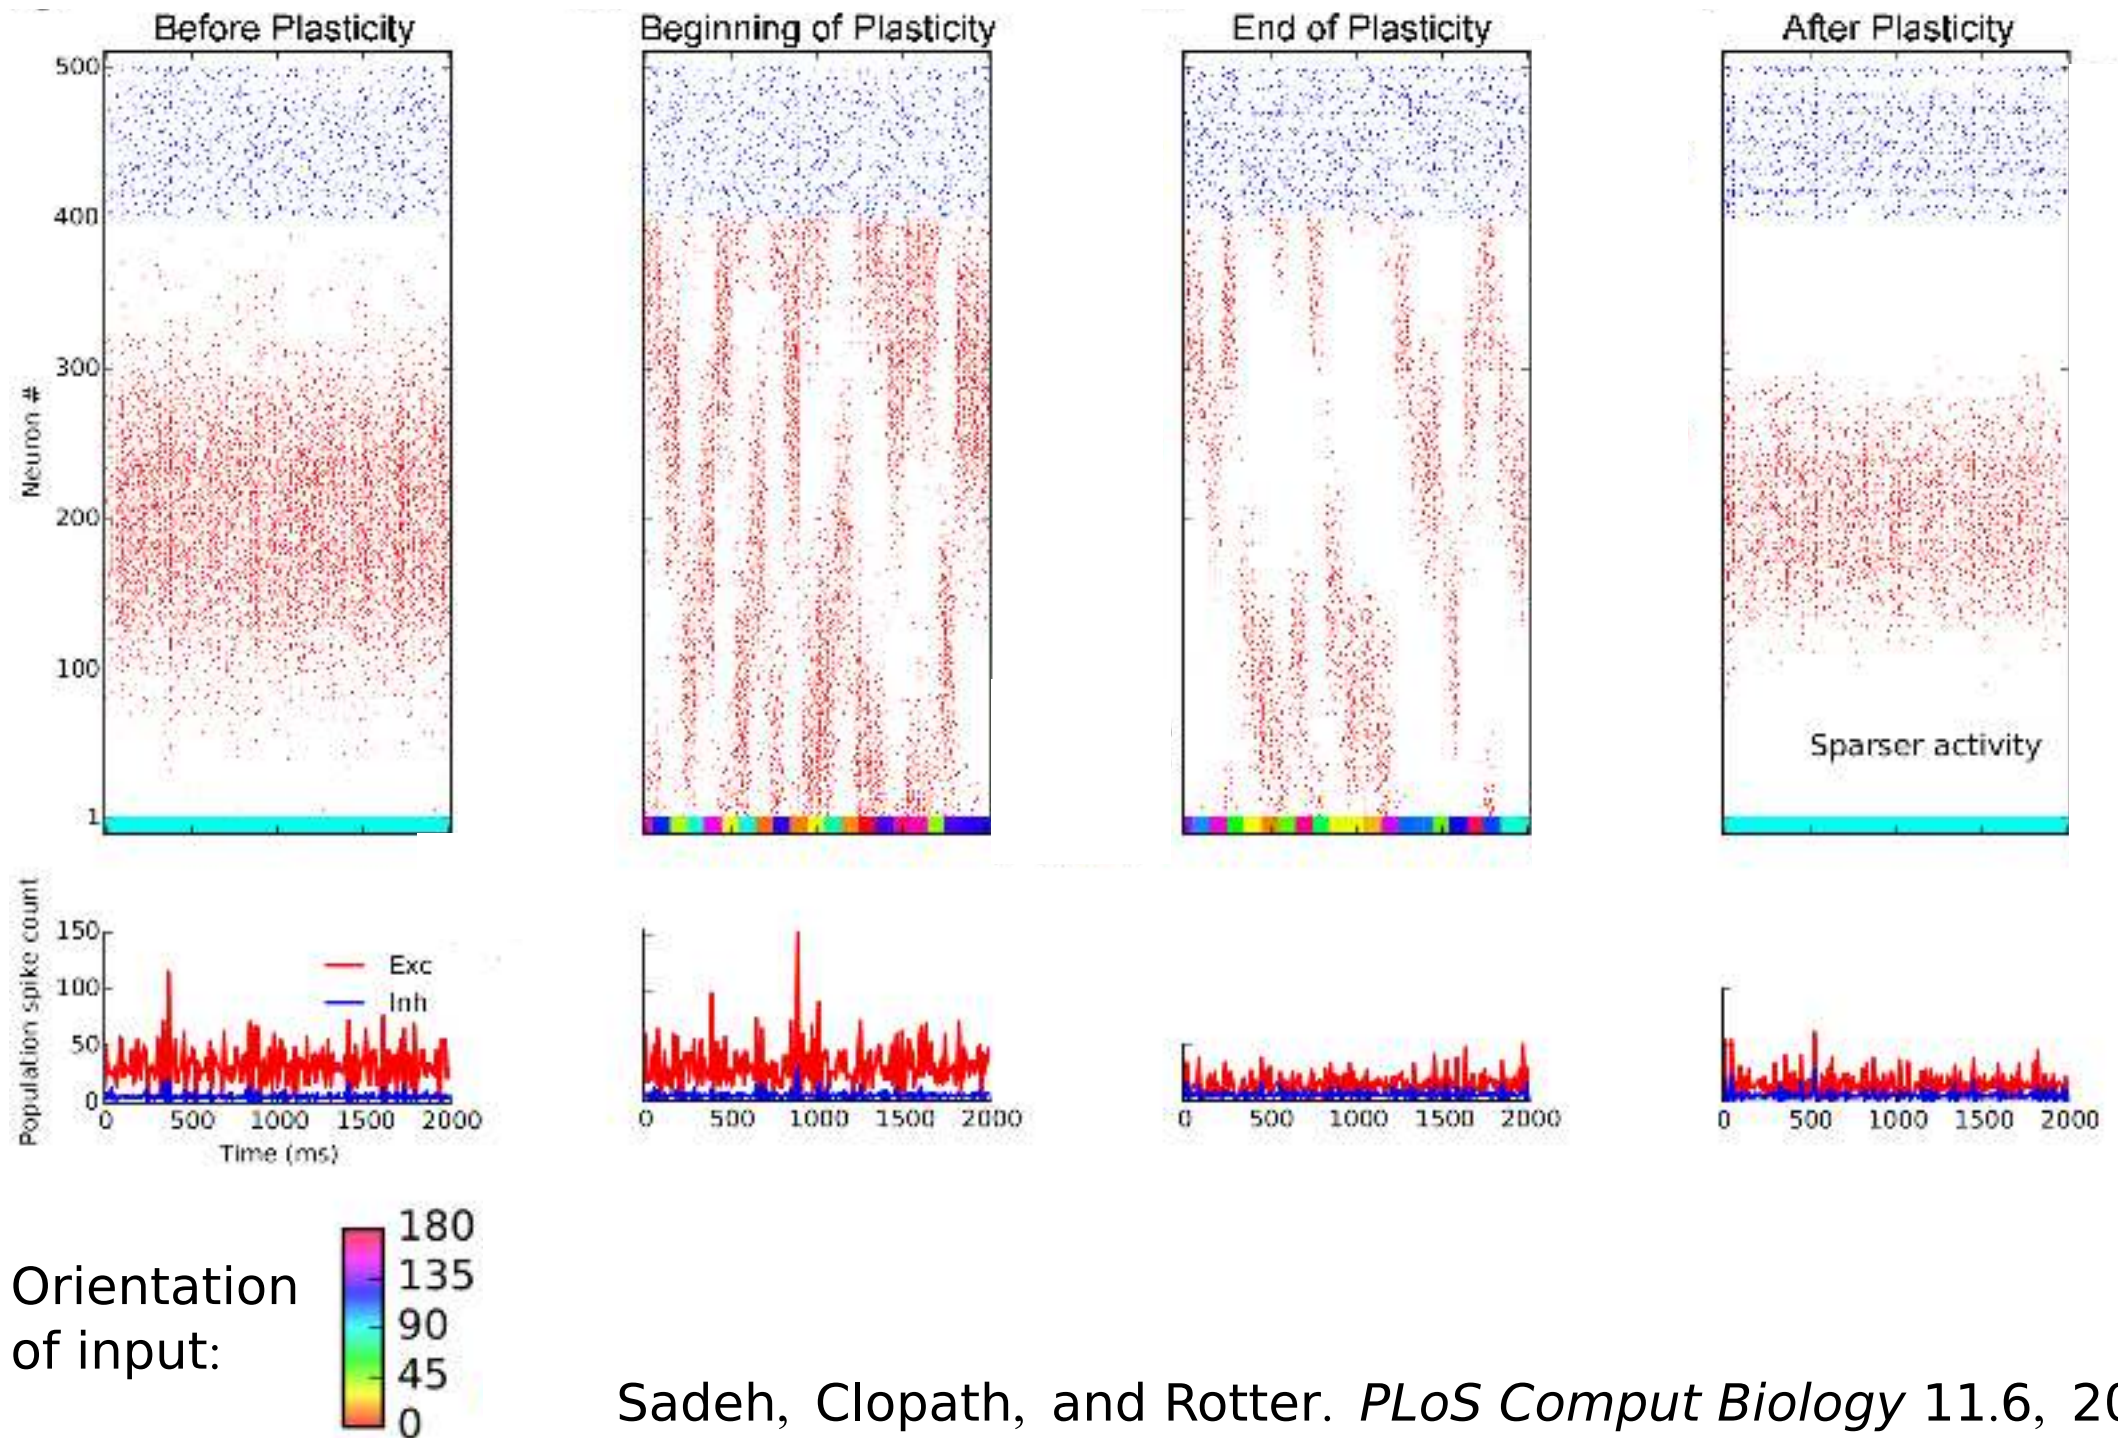 Before Plasticity
Beginning of Plasticity
End of Plasticity
After Plasticity
500
400
300
200
100
1
Neuron #
Sparser activity
Population spike count
150
100
50
0
Exc
Inh
0 500 1000 1500 2000
0 500 1000 1500 2000
0 500 1000 1500 2000
0 500 1000 1500 2000
Time (ms)
Orientation
of input:
180
135
90
45
0
Sadeh, Clopath, and Rotter. PLoS Comput Biology 11.6, 20